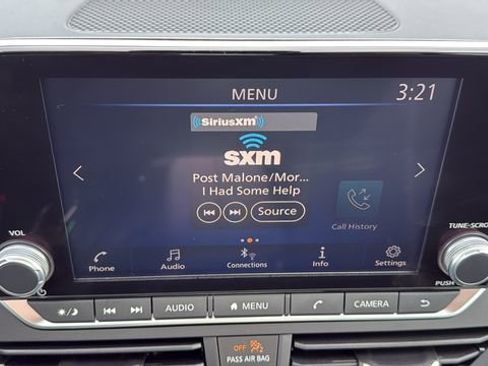 MENU 3:21
SiriusXM
sxm
Post Malone/Mor...
I Had Some Help
Source
Call History
VOL
TUNE-SCRO
Phone Audio Connections Info Settings
PUSH
AUDIO MENU CAMERA
OFF
PASS AIR BAG